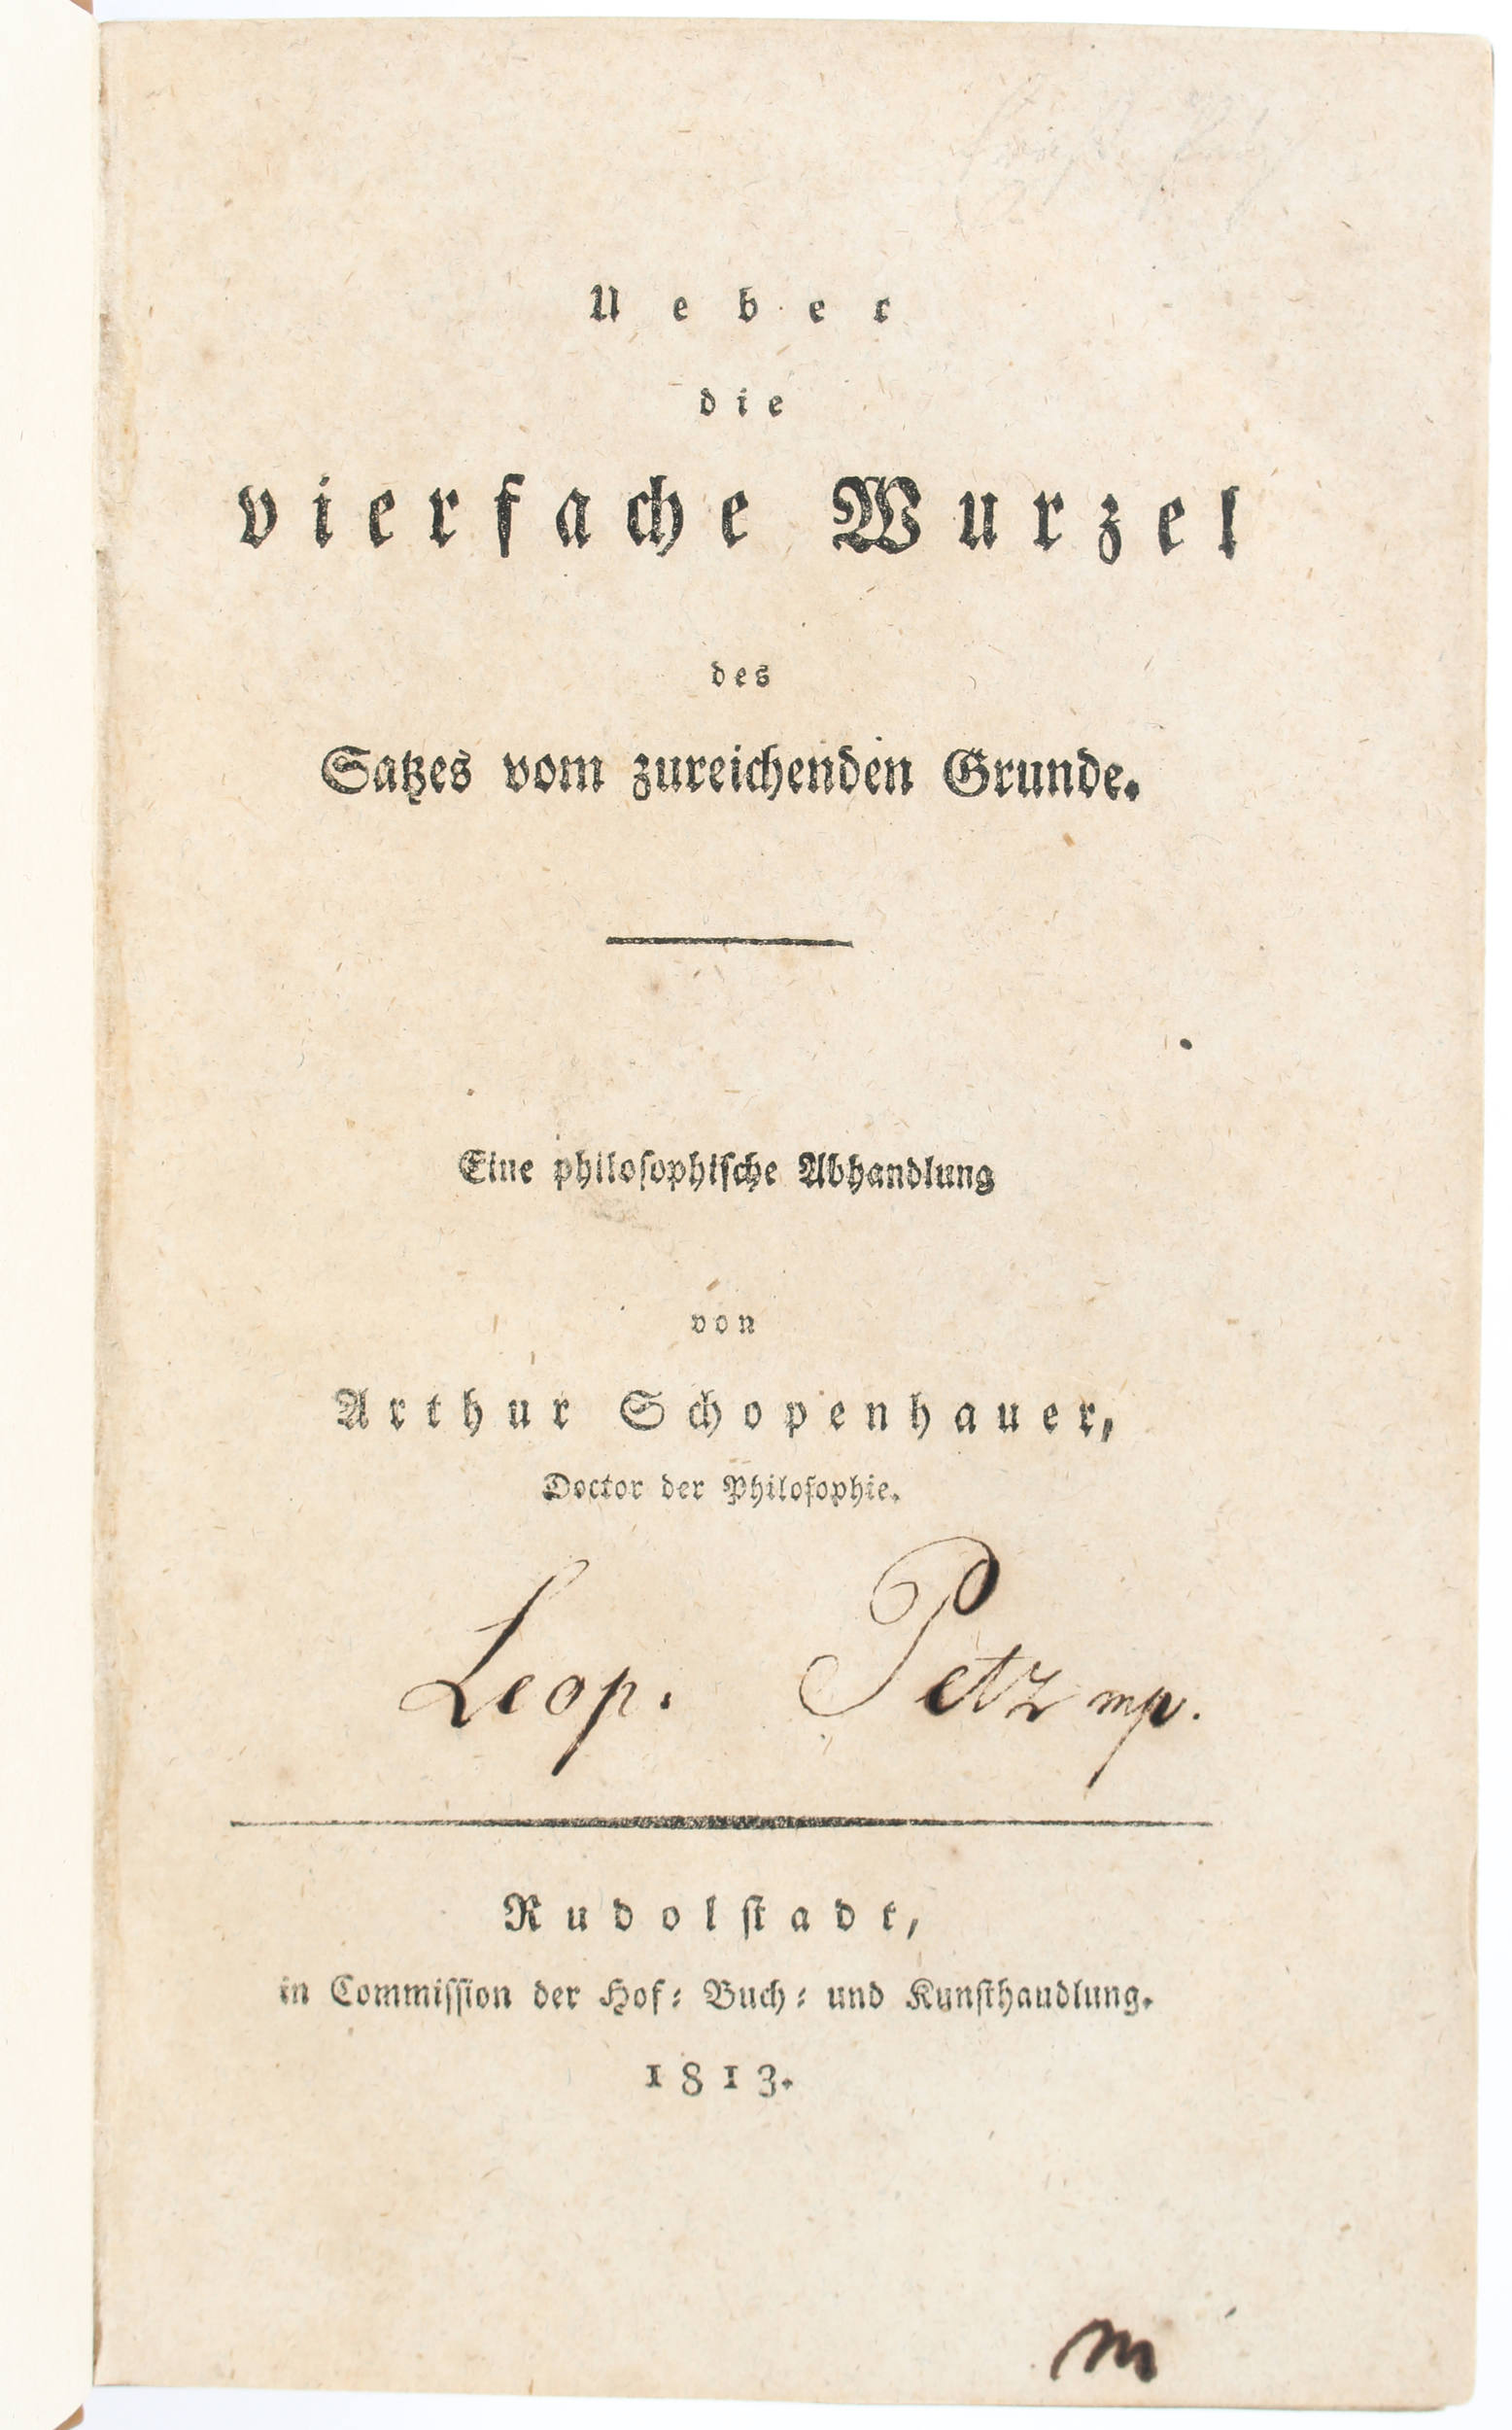 Ueber
die
vierfache Wurzel
des
Satzes vom zureichenden Grunde.
Eine philosophische Abhandlung
von
Arthur Schopenhauer,
Doctor der Philosophie.
Leop. Petz mp.
Rudolstadt,
in Commission der Hof- Buch- und Kunsthandlung.
1813.
m